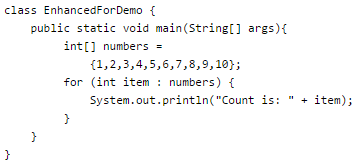 class EnhancedForDemo {
    public static void main(String[] args){
        int[] numbers =
            {1,2,3,4,5,6,7,8,9,10};
        for (int item : numbers) {
            System.out.println("Count is: " + item);
        }
    }
}